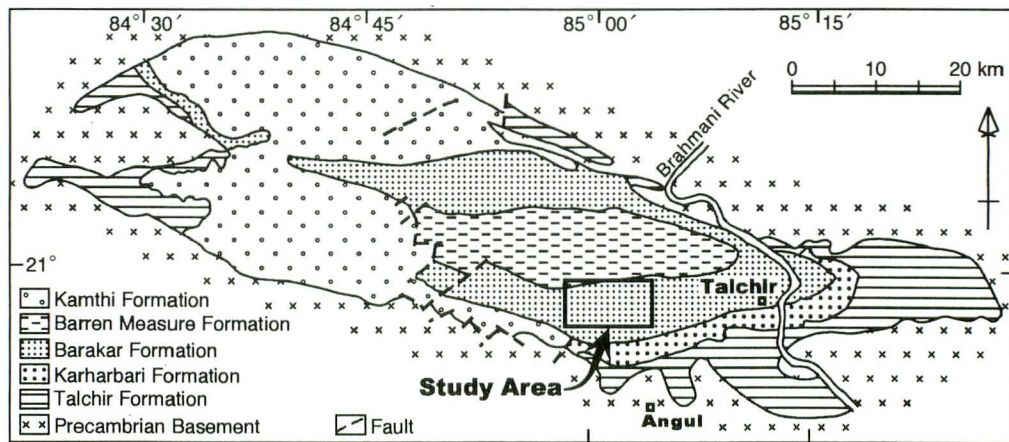 84° 30′ 84° 45′ 85° 00′ 85° 15′
0 10 20 km
Brahmani River
21°
Talchir
Kamthi Formation
Barren Measure Formation
Barakar Formation
Karharbari Formation
Talchir Formation
Study Area
Angul
Precambrian Basement
Fault